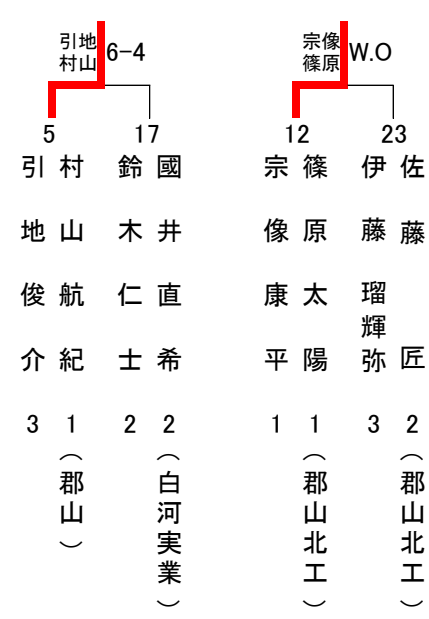 引地
村山
6-4
宗像
篠原
W.O
5
17
12
23
引地俊介
村山航紀
鈴木仁士
國井直希
宗像康平
篠原太陽
伊藤瑠輝弥
佐藤匠
3
1
2
2
1
1
3
2
（郡山）
（白河実業）
（郡山北工）
（郡山北工）